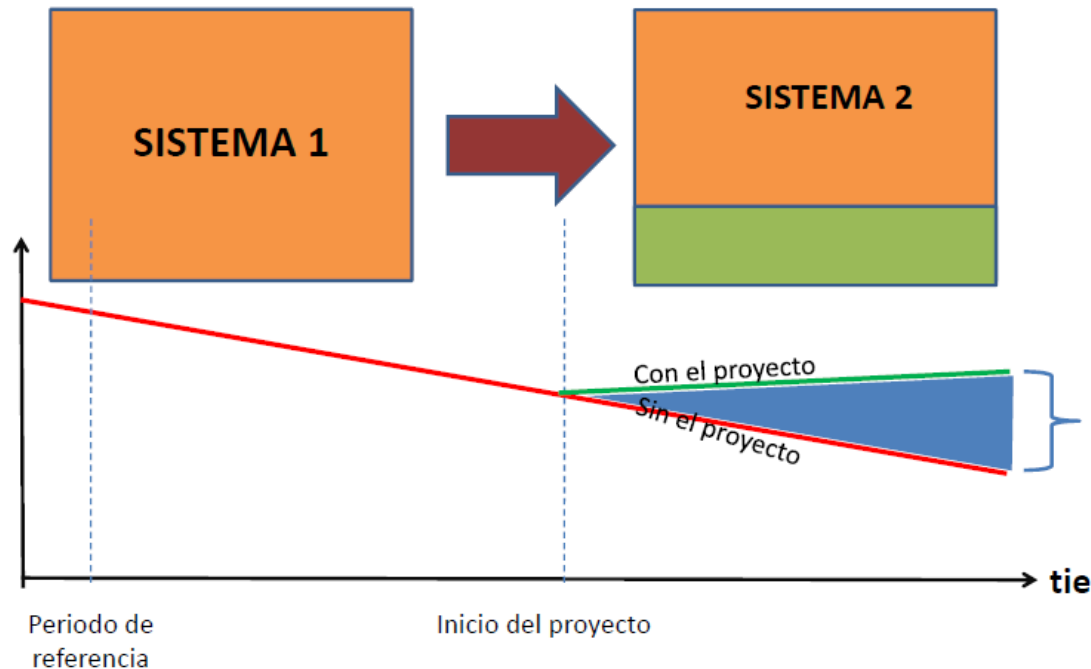 SISTEMA 1
SISTEMA 2
Con el proyecto
Sin el proyecto
tie
Periodo de
referencia
Inicio del proyecto